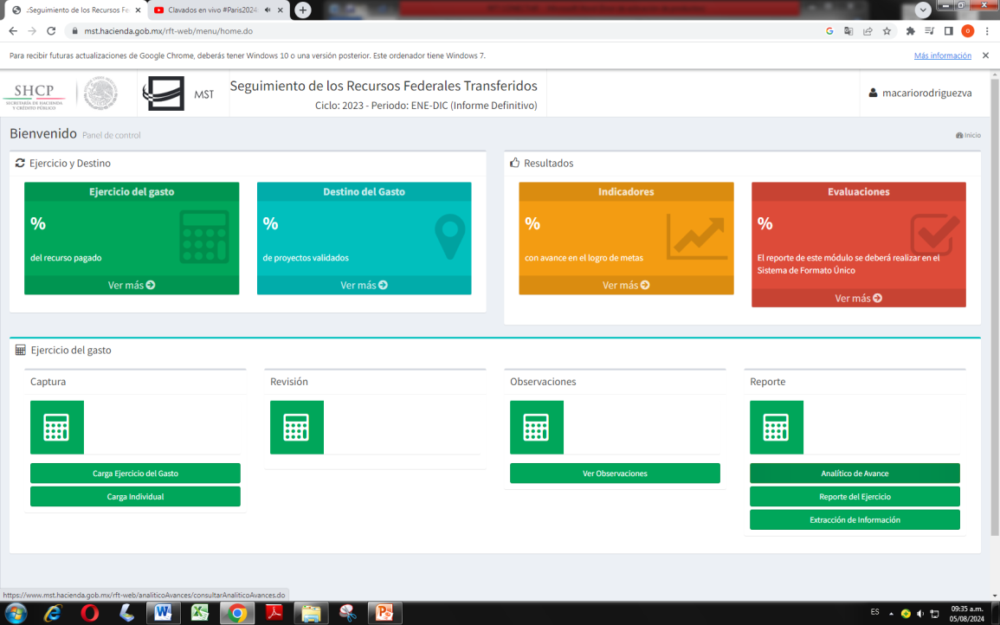 :Seguimiento de los Recursos Fe
Clavados en vivo #Paris2024
mst.hacienda.gob.mx/rft-web/menu/home.do
Para recibir futuras actualizaciones de Google Chrome, deberás tener Windows 10 o una versión posterior. Este ordenador tiene Windows 7.
Más información
SHCP
SECRETARÍA DE HACIENDA
Y CRÉDITO PÚBLICO
MST
Seguimiento de los Recursos Federales Transferidos
Ciclo: 2023 - Periodo: ENE-DIC (Informe Definitivo)
macariorodriguezva
Bienvenido Panel de control
Inicio
Ejercicio y Destino
Resultados
Ejercicio del gasto
%
del recurso pagado
Ver más
Destino del Gasto
%
de proyectos validados
Ver más
Indicadores
%
con avance en el logro de metas
Ver más
Evaluaciones
%
El reporte de este módulo se deberá realizar en el
Sistema de Formato Único
Ver más
Ejercicio del gasto
Captura
Carga Ejercicio del Gasto
Carga Individual
Revisión
Observaciones
Ver Observaciones
Reporte
Analítico de Avance
Reporte del Ejercicio
Extracción de Información
https://www.mst.hacienda.gob.mx/rft-web/analiticoAvances/consultarAnaliticoAvances.do
ES
09:35 a.m.
05/08/2024